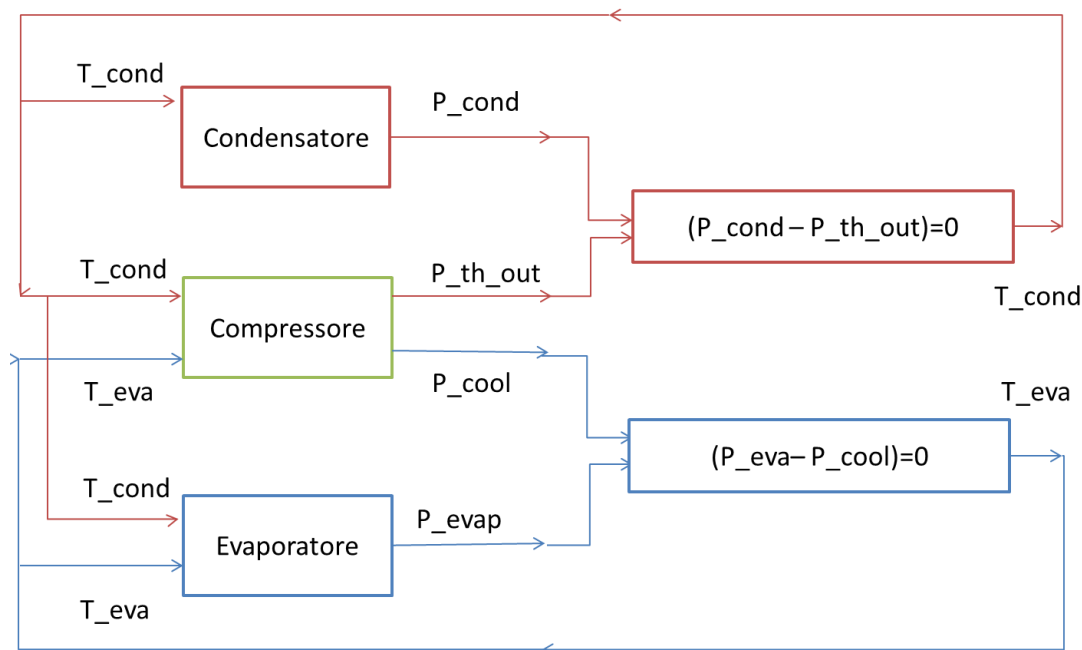 T_cond
P_cond
Condensatore
(P_cond – P_th_out)=0
T_cond
P_th_out
T_cond
Compressore
P_cool
T_eva
T_eva
(P_eva– P_cool)=0
T_cond
P_evap
Evaporatore
T_eva